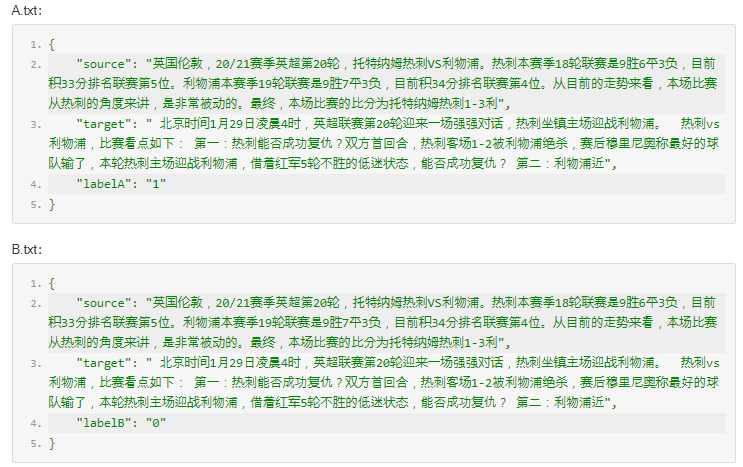 A.txt:
1. {
2. "source": "英国伦敦，20/21赛季英超第20轮，托特纳姆热刺VS利物浦。热刺本赛季18轮联赛是9胜6平3负，目前
积33分排名联赛第5位。利物浦本赛季19轮联赛是9胜7平3负，目前积34分排名联赛第4位。从目前的走势来看，本场比赛
从热刺的角度来讲，是非常被动的。最终，本场比赛的比分为托特纳姆热刺1-3利",
3. "target": " 北京时间1月29日凌晨4时，英超联赛第20轮迎来一场强强对话，热刺坐镇主场迎战利物浦。  热刺vs
利物浦，比赛看点如下： 第一：热刺能否成功复仇？双方首回合，热刺客场1-2被利物浦绝杀，赛后穆里尼奥称最好的球
队输了，本轮热刺主场迎战利物浦，借着红军5轮不胜的低迷状态，能否成功复仇？ 第二：利物浦近",
4. "labelA": "1"
5. }
B.txt:
1. {
2. "source": "英国伦敦，20/21赛季英超第20轮，托特纳姆热刺VS利物浦。热刺本赛季18轮联赛是9胜6平3负，目前
积33分排名联赛第5位。利物浦本赛季19轮联赛是9胜7平3负，目前积34分排名联赛第4位。从目前的走势来看，本场比赛
从热刺的角度来讲，是非常被动的。最终，本场比赛的比分为托特纳姆热刺1-3利",
3. "target": " 北京时间1月29日凌晨4时，英超联赛第20轮迎来一场强强对话，热刺坐镇主场迎战利物浦。  热刺vs
利物浦，比赛看点如下： 第一：热刺能否成功复仇？双方首回合，热刺客场1-2被利物浦绝杀，赛后穆里尼奥称最好的球
队输了，本轮热刺主场迎战利物浦，借着红军5轮不胜的低迷状态，能否成功复仇？ 第二：利物浦近",
4. "labelB": "0"
5. }